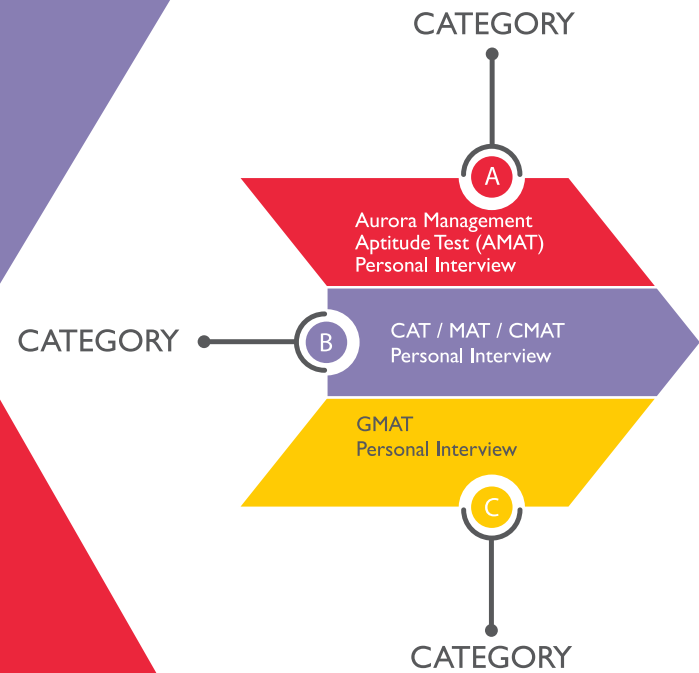 CATEGORY
A
Aurora Management
Aptitude Test (AMAT)
Personal Interview
CATEGORY
B
CAT / MAT / CMAT
Personal Interview
GMAT
Personal Interview
C
CATEGORY